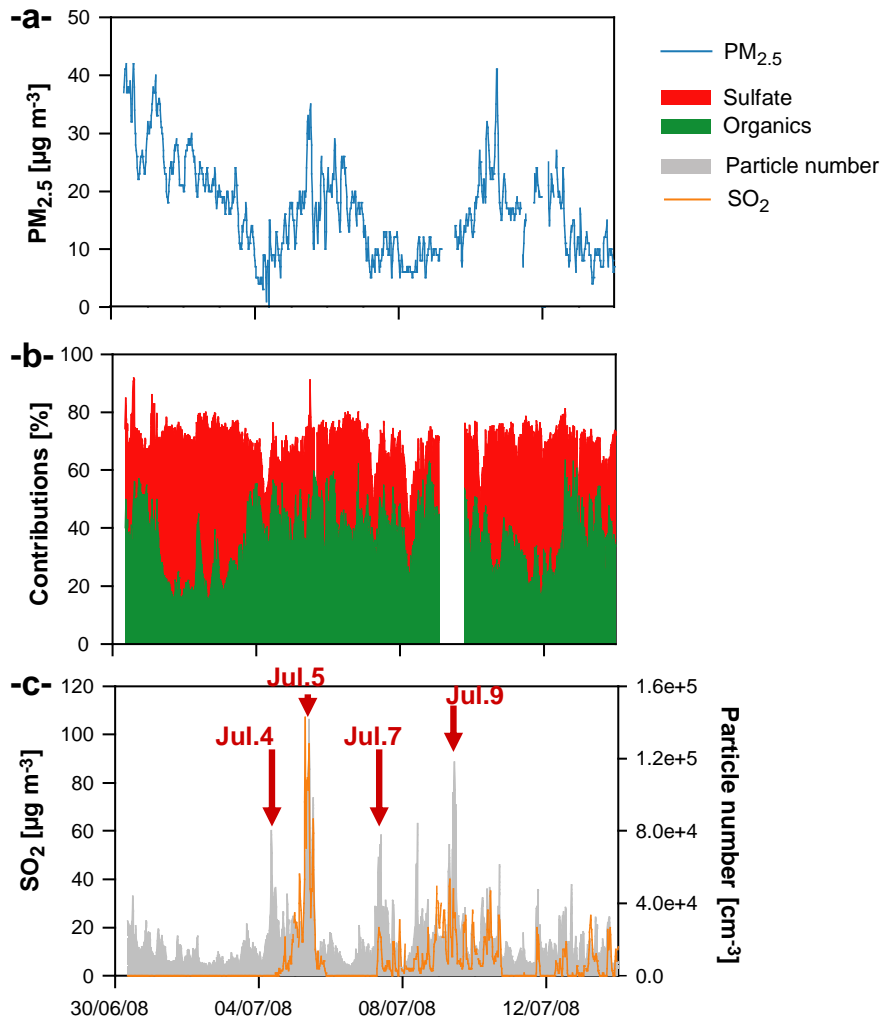 -a-
50
40
30
20
10
0
PM2.5 [µg m-3]
PM2.5
Sulfate
Organics
Particle number
SO2
-b-
100
80
60
40
20
0
Contributions [%]
-c-
120
100
80
60
40
20
0
SO2 [µg m-3]
Jul.4
Jul.5
Jul.7
Jul.9
1.6e+5
1.2e+5
8.0e+4
4.0e+4
0.0
Particle number [cm-3]
30/06/08
04/07/08
08/07/08
12/07/08